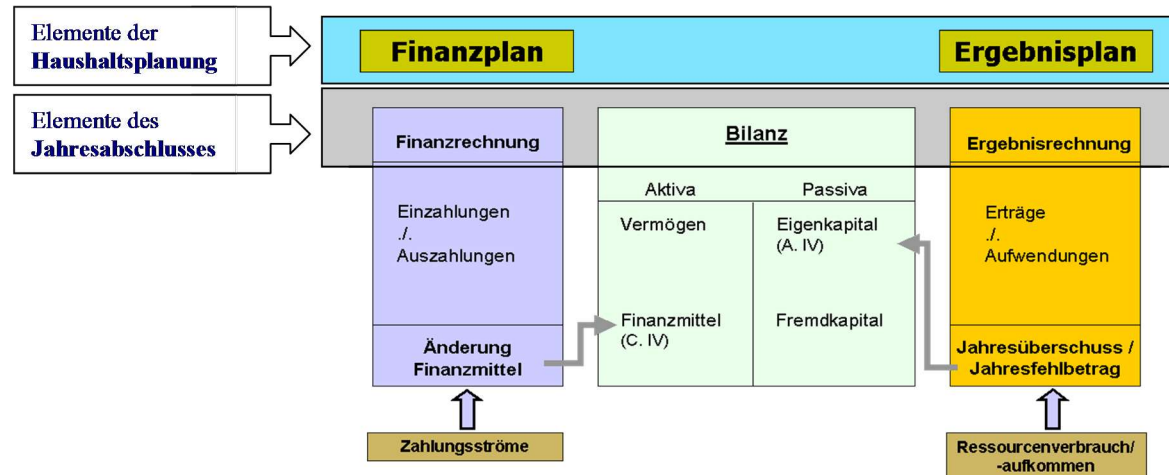 Elemente der
Haushaltsplanung
Finanzplan
Ergebnisplan
Elemente des
Jahresabschlusses
Finanzrechnung
Einzahlungen
./.
Auszahlungen
Änderung
Finanzmittel
Zahlungsströme
Bilanz
Aktiva
Passiva
Vermögen
Eigenkapital
(A. IV)
Finanzmittel
(C. IV)
Fremdkapital
Ergebnisrechnung
Erträge
./.
Aufwendungen
Jahresüberschuss /
Jahresfehlbetrag
Ressourcenverbrauch/
-aufkommen